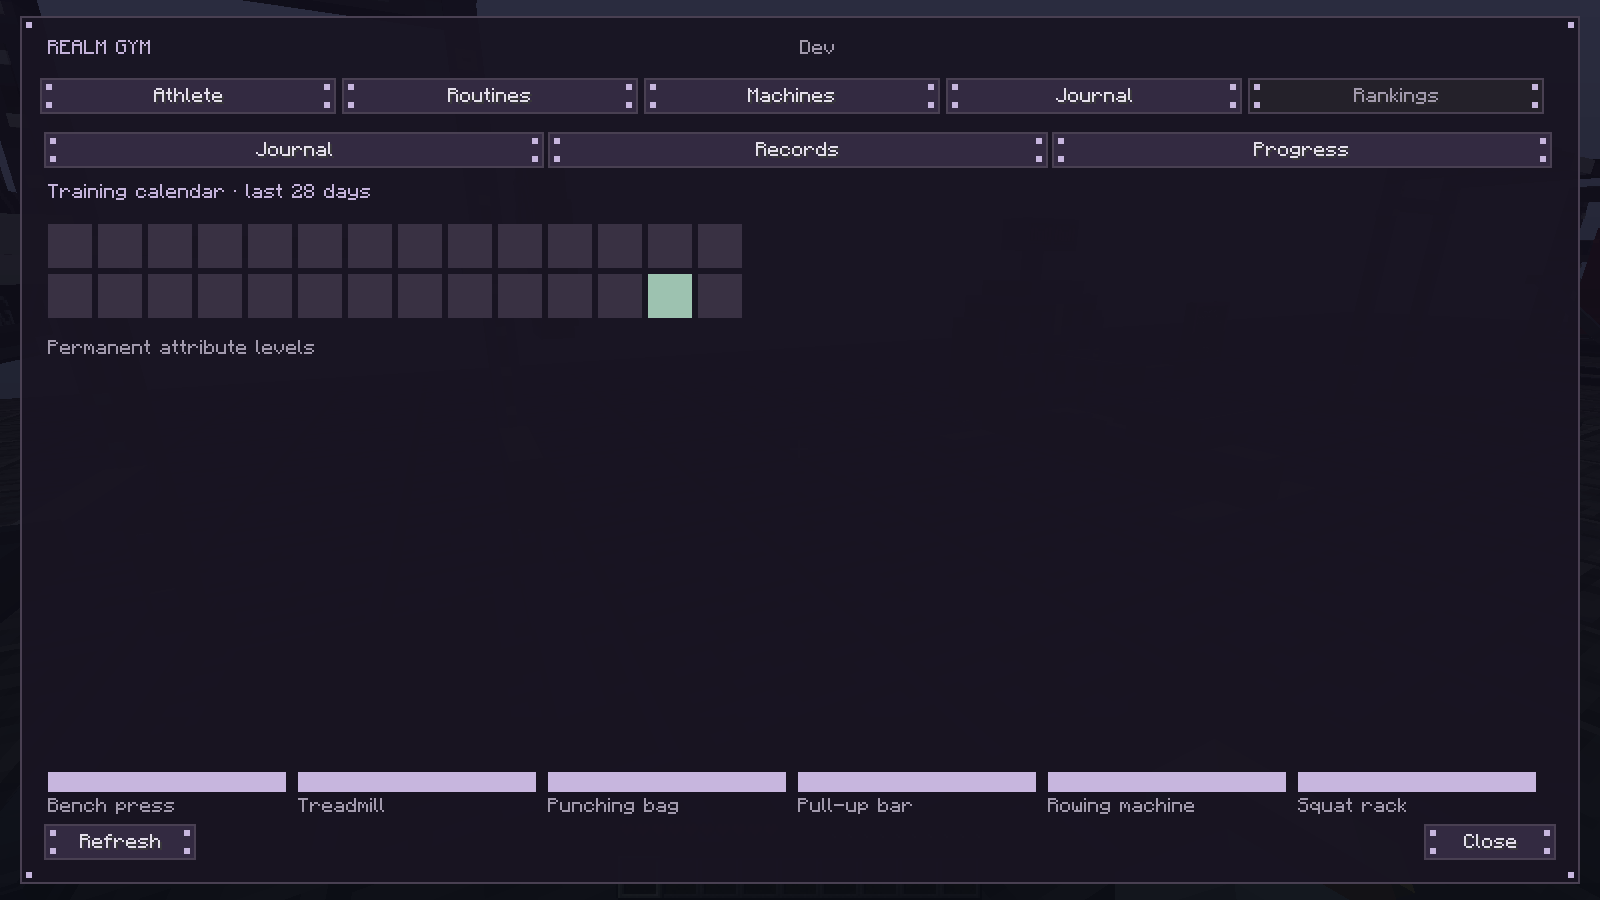 REALM GYM
Dev
Athlete
Routines
Machines
Journal
Rankings
Journal
Records
Progress
Training calendar · last 28 days
Permanent attribute levels
Bench press
Treadmill
Punching bag
Pull-up bar
Rowing machine
Squat rack
Refresh
Close